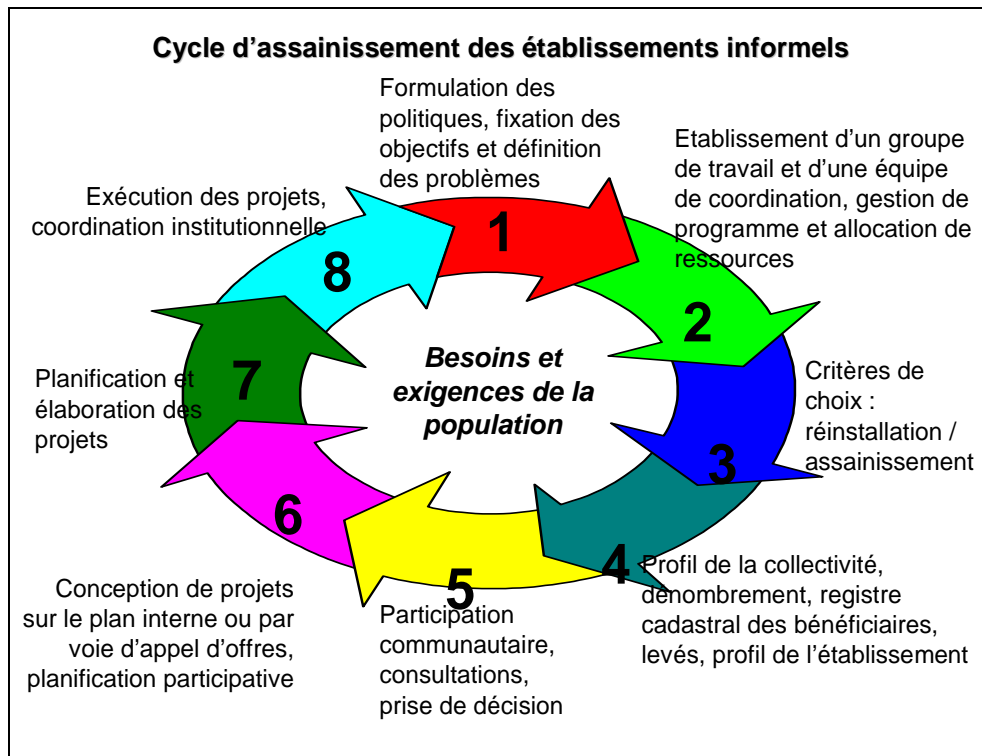 Cycle d'assainissement des établissements informels
Formulation des
politiques, fixation des
objectifs et définition
des problèmes
1
Etablissement d'un groupe
de travail et d'une équipe
de coordination, gestion de
programme et allocation de
ressources
2
Critères de
choix :
réinstallation /
assainissement
3
Profil de la collectivité,
dénombrement, registre
cadastral des bénéficiaires,
levés, profil de l'établissement
4
Participation
communautaire,
consultations,
prise de décision
5
Conception de projets
sur le plan interne ou par
voie d'appel d'offres,
planification participative
6
Planification et
élaboration des
projets
7
Exécution des projets,
coordination institutionnelle
8
Besoins et
exigences de la
population